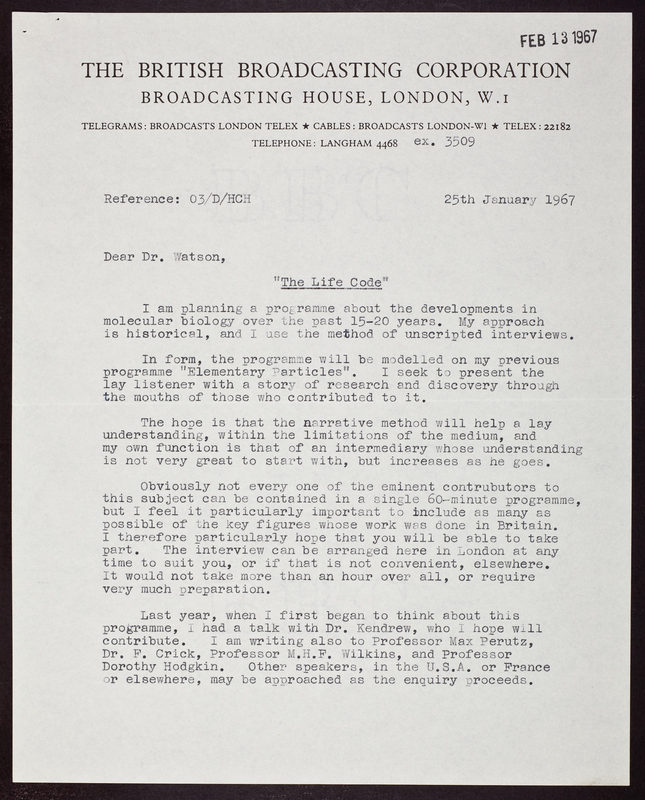 FEB 13 1967
THE BRITISH BROADCASTING CORPORATION
BROADCASTING HOUSE, LONDON, W.1
TELEGRAMS: BROADCASTS LONDON TELEX ★ CABLES: BROADCASTS LONDON-W1 ★ TELEX: 22182
TELEPHONE: LANGHAM 4468 ex. 3509
Reference: 03/D/HCH 25th January 1967
Dear Dr. Watson,
"The Life Code"
I am planning a programme about the developments in
molecular biology over the past 15-20 years. My approach
is historical, and I use the method of unscripted interviews.
In form, the programme will be modelled on my previous
programme "Elementary Particles". I seek to present the
lay listener with a story of research and discovery through
the mouths of those who contributed to it.
The hope is that the narrative method will help a lay
understanding, within the limitations of the medium, and
my own function is that of an intermediary whose understanding
is not very great to start with, but increases as he goes.
Obviously not every one of the eminent contrubutors to
this subject can be contained in a single 60-minute programme,
but I feel it particularly important to include as many as
possible of the key figures whose work was done in Britain.
I therefore particularly hope that you will be able to take
part. The interview can be arranged here in London at any
time to suit you, or if that is not convenient, elsewhere.
It would not take more than an hour over all, or require
very much preparation.
Last year, when I first began to think about this
programme, I had a talk with Dr. Kendrew, who I hope will
contribute. I am writing also to Professor Max Perutz,
Dr. F. Crick, Professor M.H.F. Wilkins, and Professor
Dorothy Hodgkin. Other speakers, in the U.S.A. or France
or elsewhere, may be approached as the enquiry proceeds.